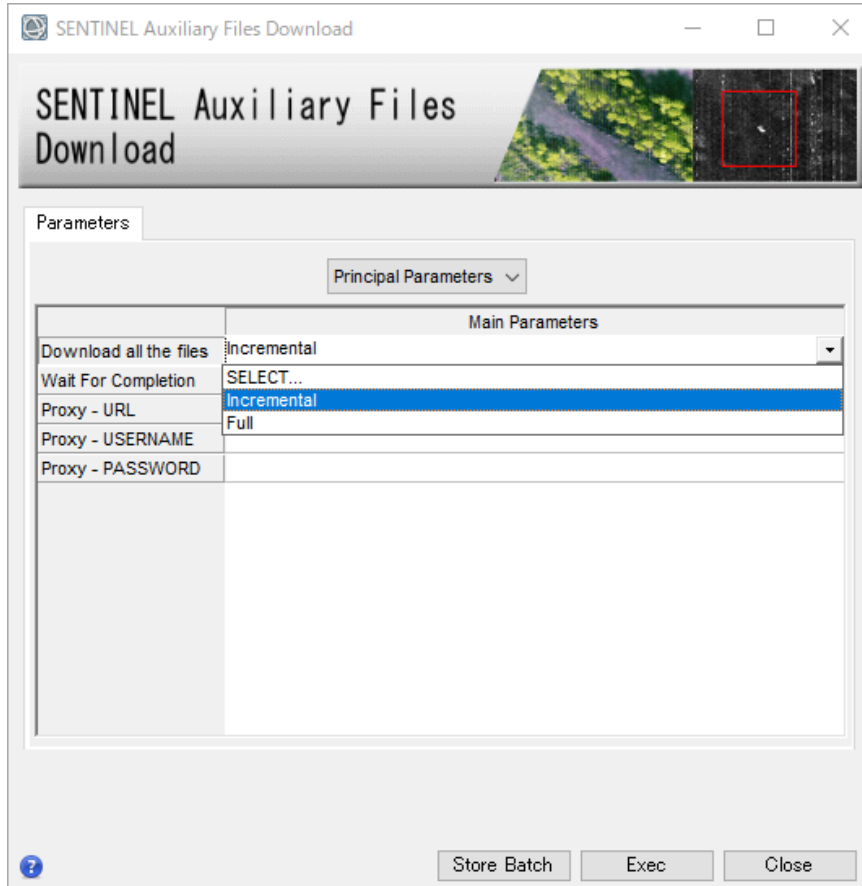 SENTINEL Auxiliary Files Download
SENTINEL Auxiliary Files
Download
Parameters
Principal Parameters
Main Parameters
Download all the files Incremental
Wait For Completion SELECT...
Proxy - URL Incremental
Full
Proxy - USERNAME
Proxy - PASSWORD
? Store Batch Exec Close